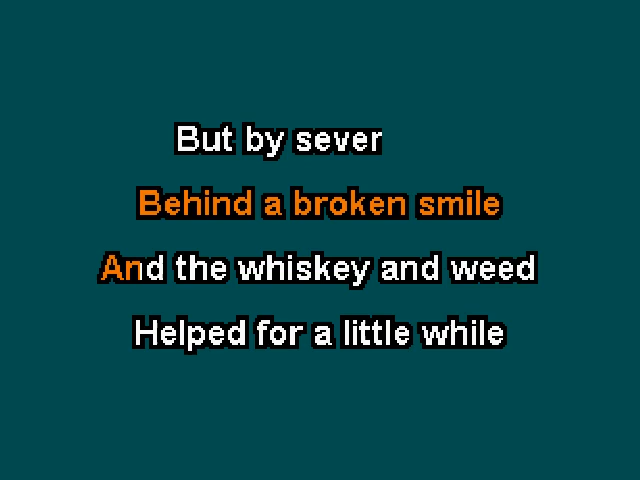 But by sever
Behind a broken smile
And the whiskey and weed
Helped for a little while